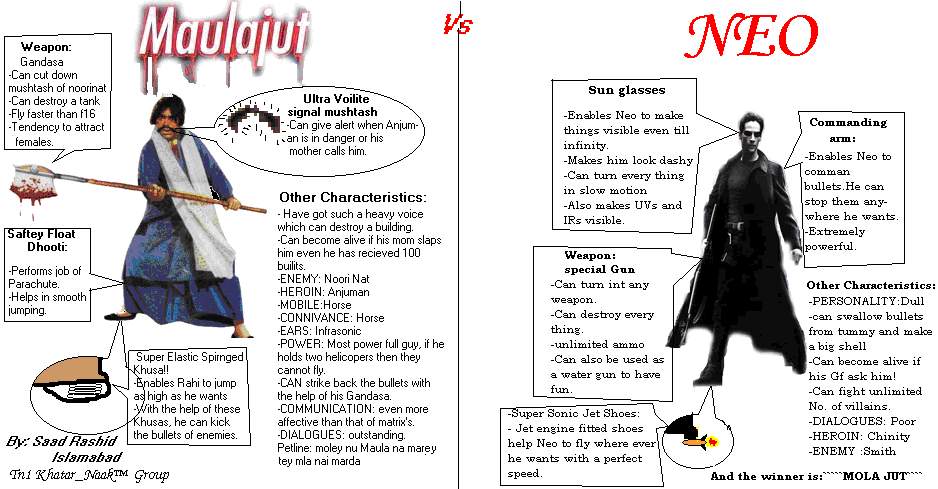 Maulajut
Vs
NEO
Weapon:
Gandasa
-Can cut down
mushtash of noorinat
-Can destroy a tank
-Fly faster than f16
-Tendency to attract
females.
Ultra Voilite
signal mushtash
-Can give alert when Anjum-
an is in danger or his
mother calls him.
Saftey Float
Dhooti:
-Performs job of
Parachute.
-Helps in smooth
jumping.
Super Elastic Spirnged
Khusa!!
-Enables Rahi to jump
as high as he wants
-With the help of these
Khusas, he can kick
the bullets of enemies.
By: Saad Rashid
Islamabad
Tn1 Khatar_Naak™ Group
Other Characteristics:
- Have got such a heavy voice
which can destroy a building.
-Can become alive if his mom slaps
him even he has recieved 100
builits.
-ENEMY: Noori Nat
-HEROIN: Anjuman
-MOBILE:Horse
-CONNIVANCE: Horse
-EARS: Infrasonic
-POWER: Most power full guy, if he
holds two helicopers then they
cannot fly.
-CAN strike back the bullets with
the help of his Gandasa.
-COMMUNICATION: even more
affective than that of matrix's.
-DIALOGUES: outstanding.
Petline: moley nu Maula na marey
tey mla nai marda
Sun glasses
-Enables Neo to make
things visible even till
infinity.
-Makes him look dashy
-Can turn every thing
in slow motion
-Also makes UVs and
IRs visible.
Commanding
arm:
-Enables Neo to
comman
bullets.He can
stop them any-
where he wants.
-Extremely
powerful.
Weapon:
special Gun
-Can turn int any
weapon.
-Can destroy every
thing.
-unlimited ammo
-Can also be used as
a water gun to have
fun.
-Super Sonic Jet Shoes:
- Jet engine fitted shoes
help Neo to fly where ever
he wants with a perfect
speed.
Other Characteristics:
-PERSONALITY:Dull
-can swallow bullets
from tummy and make
a big shell
-Can become alive if
his Gf ask him!
-Can fight unlimited
No. of villains.
-DIALOGUES: Poor
-HEROIN: Chinity
-ENEMY :Smith
And the winner is:~~~~MOLA JUT~~~~